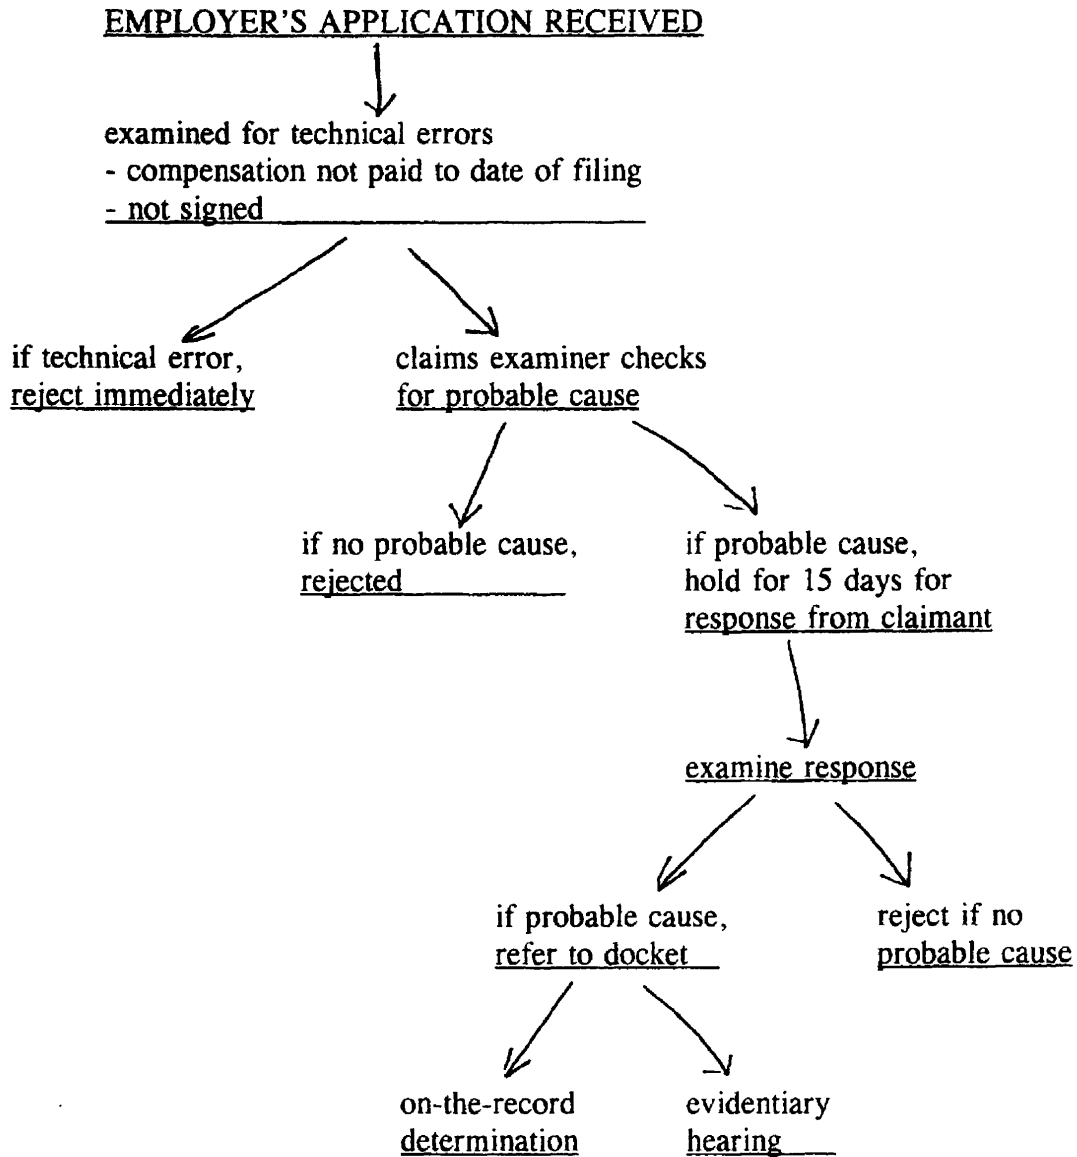 EMPLOYER'S APPLICATION RECEIVED
examined for technical errors
- compensation not paid to date of filing
- not signed
if technical error,
reject immediately
claims examiner checks
for probable cause
if no probable cause,
rejected
if probable cause,
hold for 15 days for
response from claimant
examine response
if probable cause,
refer to docket
reject if no
probable cause
on-the-record
determination
evidentiary
hearing